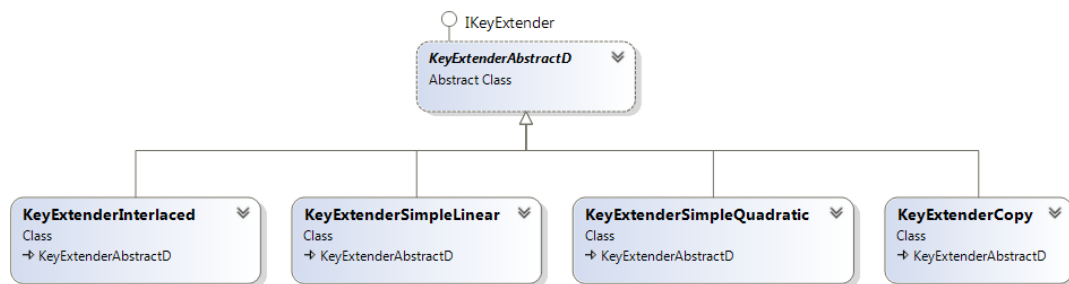 IKeyExtender
KeyExtenderAbstractD
Abstract Class
KeyExtenderInterlaced
Class
KeyExtenderAbstractD
KeyExtenderSimpleLinear
Class
KeyExtenderAbstractD
KeyExtenderSimpleQuadratic
Class
KeyExtenderAbstractD
KeyExtenderCopy
Class
KeyExtenderAbstractD